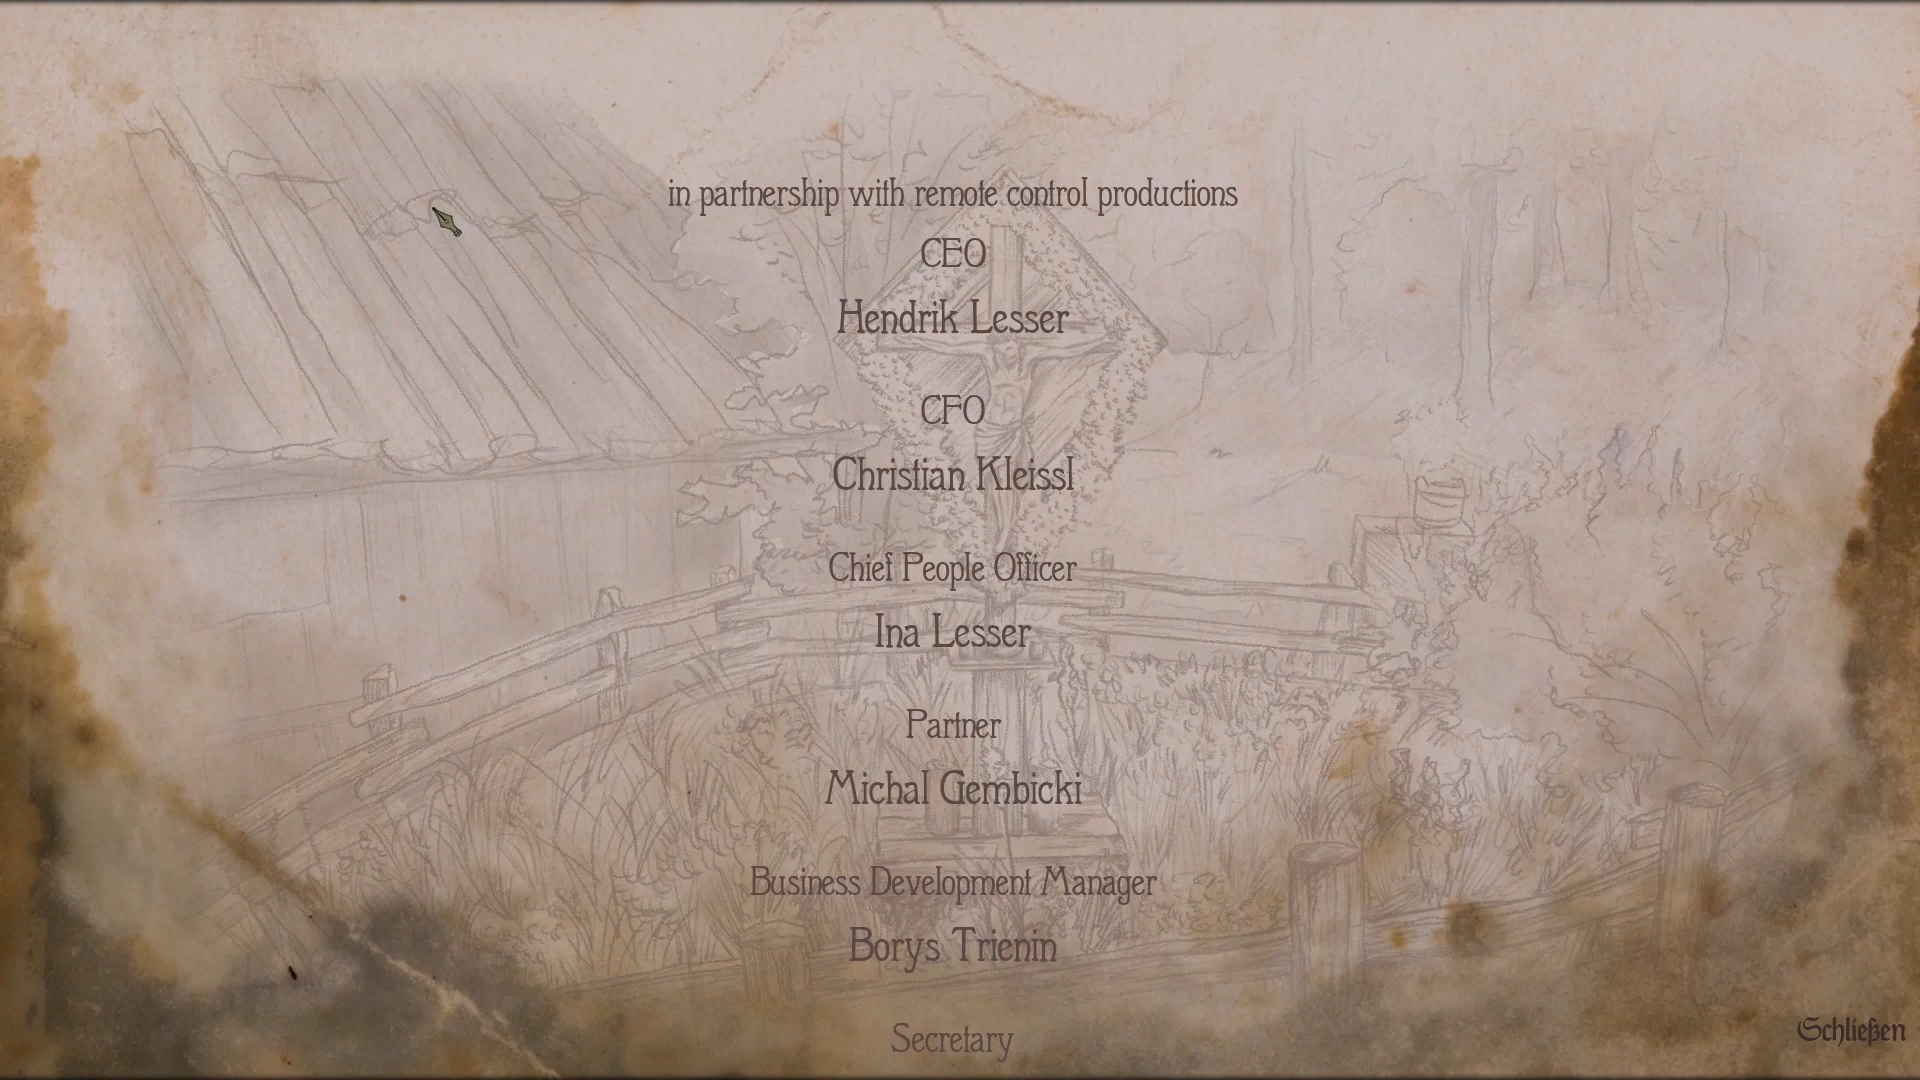 in partnership with remote control productions
CEO
Hendrik Lesser
CFO
Christian Kleissl
Chief People Officer
Ina Lesser
Partner
Michal Gembicki
Business Development Manager
Borys Trienin
Secretary
Schließen